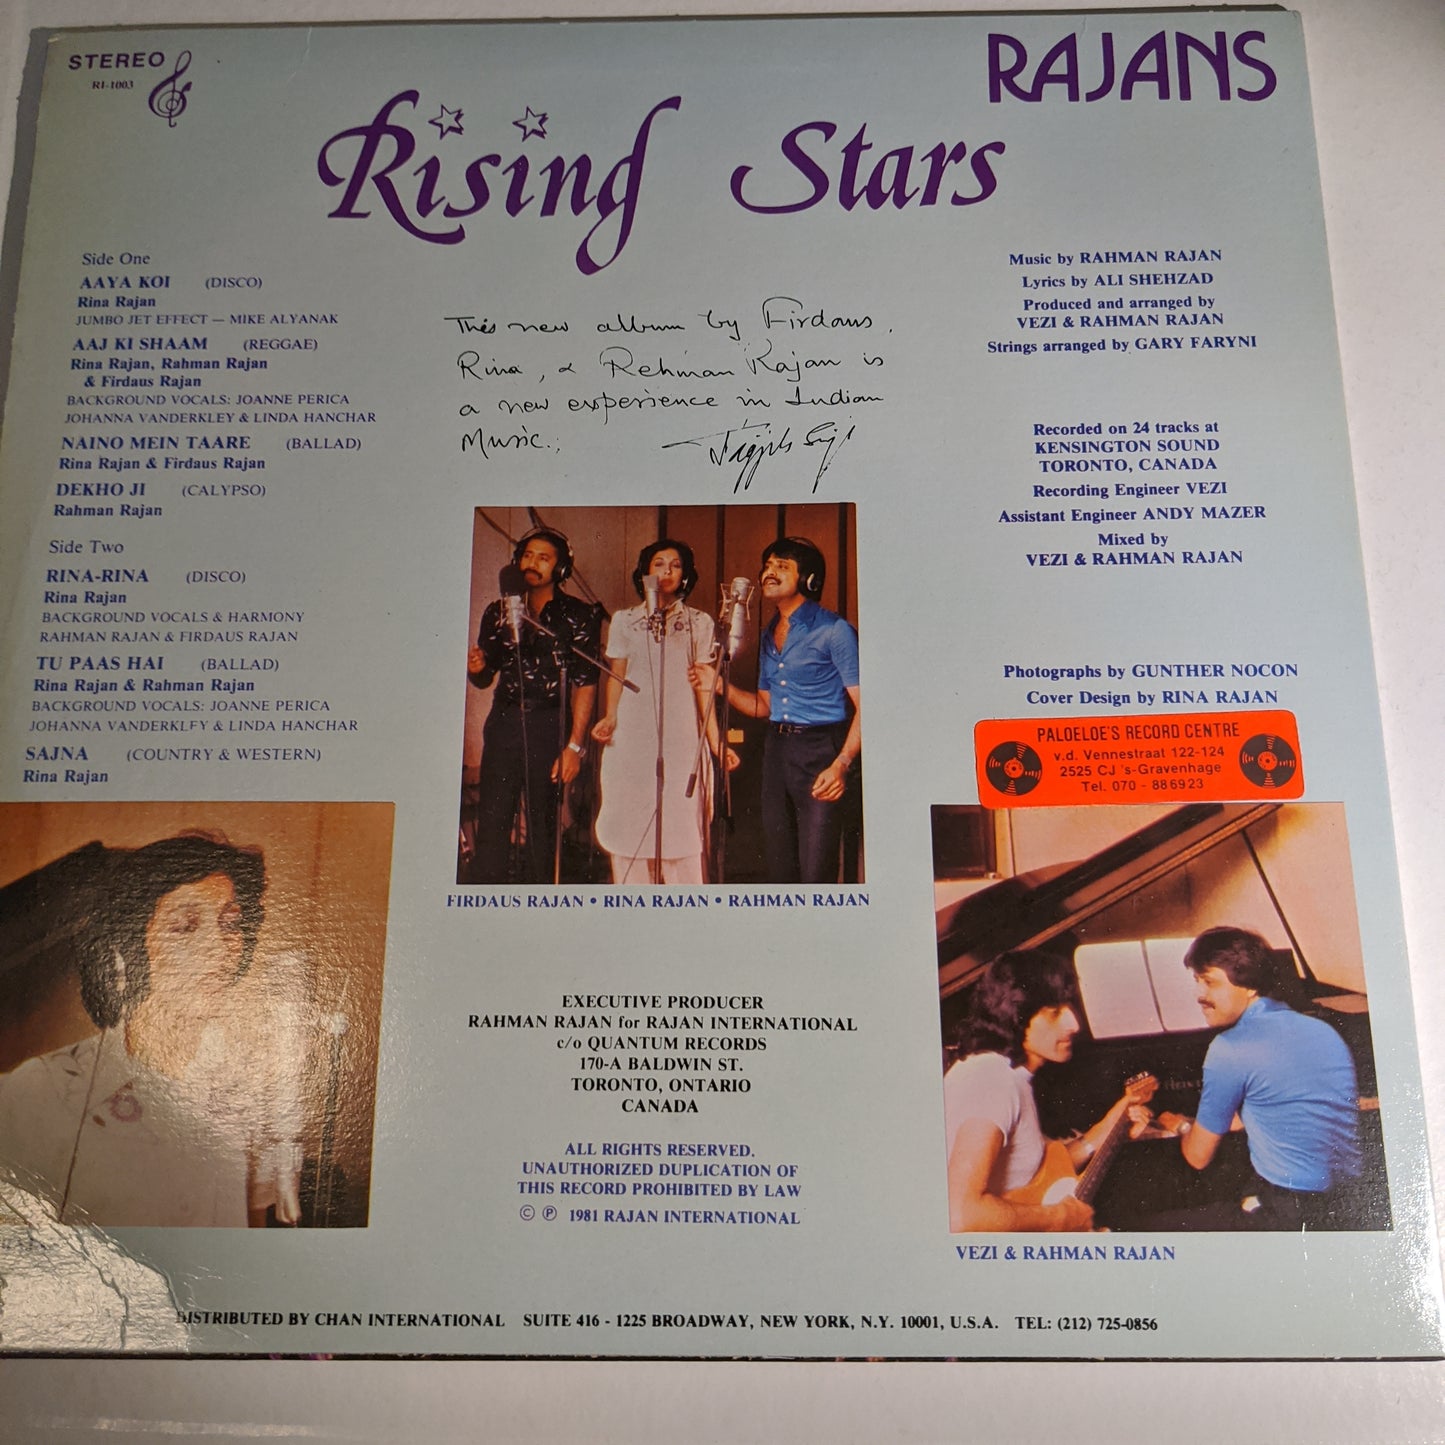 STEREO
RI-1003
RAJANS
Rising Stars
Side One
AAYA KOI (DISCO)
Rina Rajan
JUMBO JET EFFECT — MIKE ALYANAK
AAJ KI SHAAM (REGGAE)
Rina Rajan, Rahman Rajan
& Firdaus Rajan
BACKGROUND VOCALS: JOANNE PERICA
JOHANNA VANDERKLEY & LINDA HANCHAR
NAINO MEIN TAARE (BALLAD)
Rina Rajan & Firdaus Rajan
DEKHO JI (CALYPSO)
Rahman Rajan
Side Two
RINA-RINA (DISCO)
Rina Rajan
BACKGROUND VOCALS & HARMONY
RAHMAN RAJAN & FIRDAUS RAJAN
TU PAAS HAI (BALLAD)
Rina Rajan & Rahman Rajan
BACKGROUND VOCALS: JOANNE PERICA
JOHANNA VANDERKLEY & LINDA HANCHAR
SAJNA (COUNTRY & WESTERN)
Rina Rajan
This new album by Firdaus,
Rina, & Rehman Rajan is
a new experience in Indian
Music.
Music by RAHMAN RAJAN
Lyrics by ALI SHEHZAD
Produced and arranged by
VEZI & RAHMAN RAJAN
Strings arranged by GARY FARYNI
Recorded on 24 tracks at
KENSINGTON SOUND
TORONTO, CANADA
Recording Engineer VEZI
Assistant Engineer ANDY MAZER
Mixed by
VEZI & RAHMAN RAJAN
Photographs by GUNTHER NOCON
Cover Design by RINA RAJAN
PALOELOE'S RECORD CENTRE
v.d. Vennestraat 122-124
2525 CJ 's-Gravenhage
Tel. 070 - 886923
FIRDAUS RAJAN • RINA RAJAN • RAHMAN RAJAN
EXECUTIVE PRODUCER
RAHMAN RAJAN for RAJAN INTERNATIONAL
c/o QUANTUM RECORDS
170-A BALDWIN ST.
TORONTO, ONTARIO
CANADA
ALL RIGHTS RESERVED.
UNAUTHORIZED DUPLICATION OF
THIS RECORD PROHIBITED BY LAW
© ℗ 1981 RAJAN INTERNATIONAL
VEZI & RAHMAN RAJAN
DISTRIBUTED BY CHAN INTERNATIONAL SUITE 416 - 1225 BROADWAY, NEW YORK, N.Y. 10001, U.S.A. TEL: (212) 725-0856